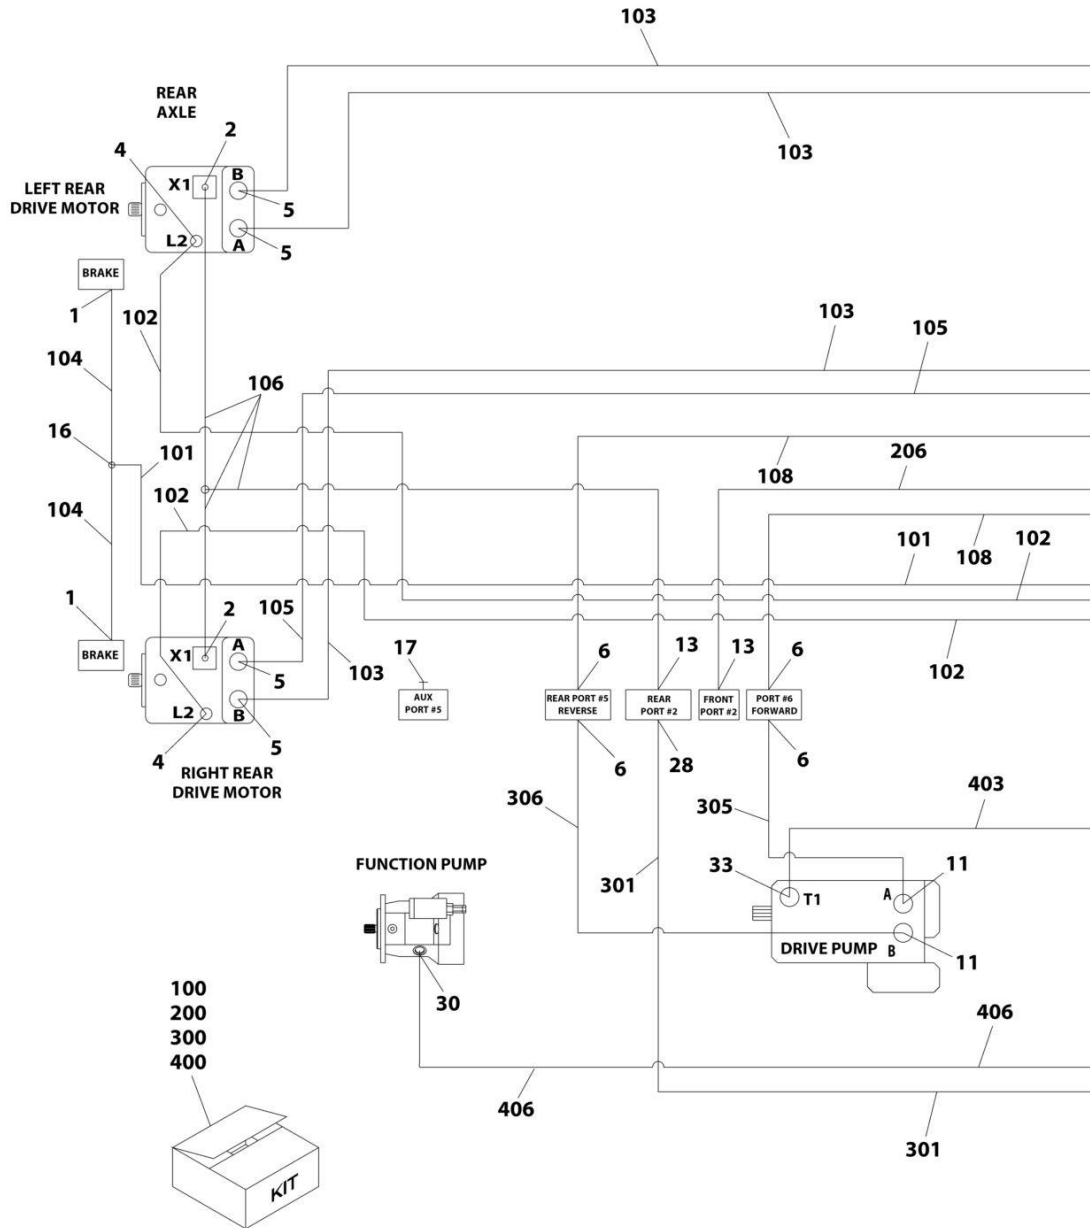 103
REAR
AXLE
2
4
103
X1
B
LEFT REAR
DRIVE MOTOR
5
L2
A
5
BRAKE
1
102
103
105
104
106
16
101
108
206
102
104
108
101
102
1
2
105
BRAKE
X1
A
5
103
17
6
13
13
6
102
AUX
PORT #5
REAR PORT #5
REVERSE
REAR
PORT #2
FRONT
PORT #2
PORT #6
FORWARD
L2
B
4
5
6
28
6
RIGHT REAR
DRIVE MOTOR
306
305
403
FUNCTION PUMP
301
33
11
T1
A
DRIVE PUMP
B
11
30
100
200
300
400
406
406
301
KIT